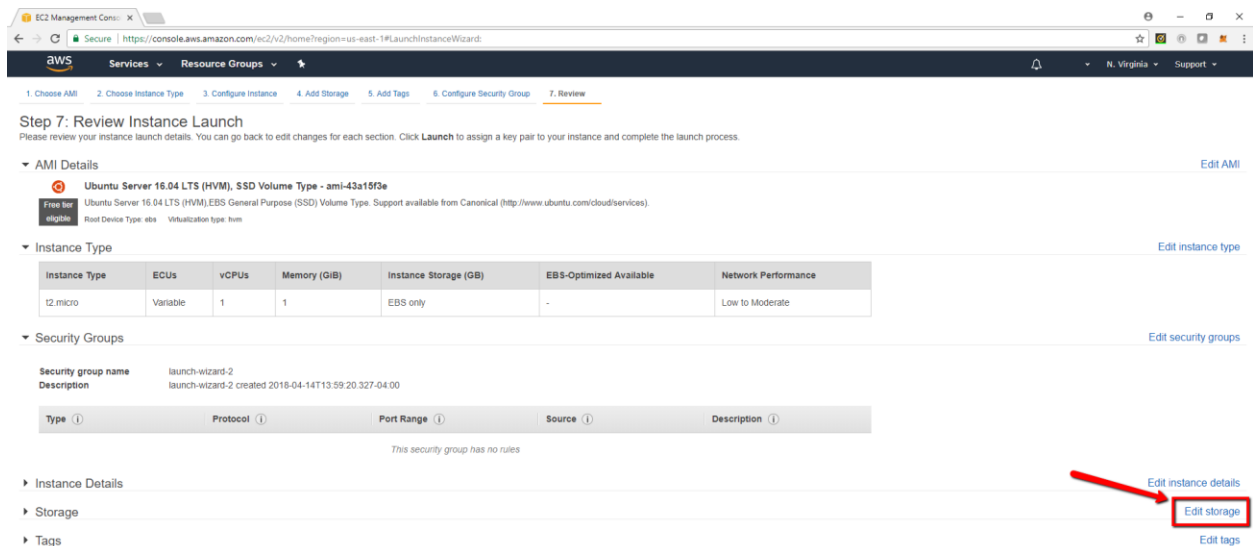 EC2 Management Conso
Secure | https://console.aws.amazon.com/ec2/v2/home?region=us-east-1#LaunchInstanceWizard:
aws Services Resource Groups N. Virginia Support
1. Choose AMI 2. Choose Instance Type 3. Configure Instance 4. Add Storage 5. Add Tags 6. Configure Security Group 7. Review
Step 7: Review Instance Launch
Please review your instance launch details. You can go back to edit changes for each section. Click Launch to assign a key pair to your instance and complete the launch process.
AMI Details Edit AMI
Ubuntu Server 16.04 LTS (HVM), SSD Volume Type - ami-43a15f3e
Free tier eligible
Ubuntu Server 16.04 LTS (HVM),EBS General Purpose (SSD) Volume Type. Support available from Canonical (http://www.ubuntu.com/cloud/services).
Root Device Type: ebs Virtualization type: hvm
Instance Type Edit instance type
Instance Type ECUs vCPUs Memory (GiB) Instance Storage (GB) EBS-Optimized Available Network Performance
t2.micro Variable 1 1 EBS only - Low to Moderate
Security Groups Edit security groups
Security group name launch-wizard-2
Description launch-wizard-2 created 2018-04-14T13:59:20.327-04:00
Type Protocol Port Range Source Description
This security group has no rules
Instance Details Edit instance details
Storage Edit storage
Tags Edit tags